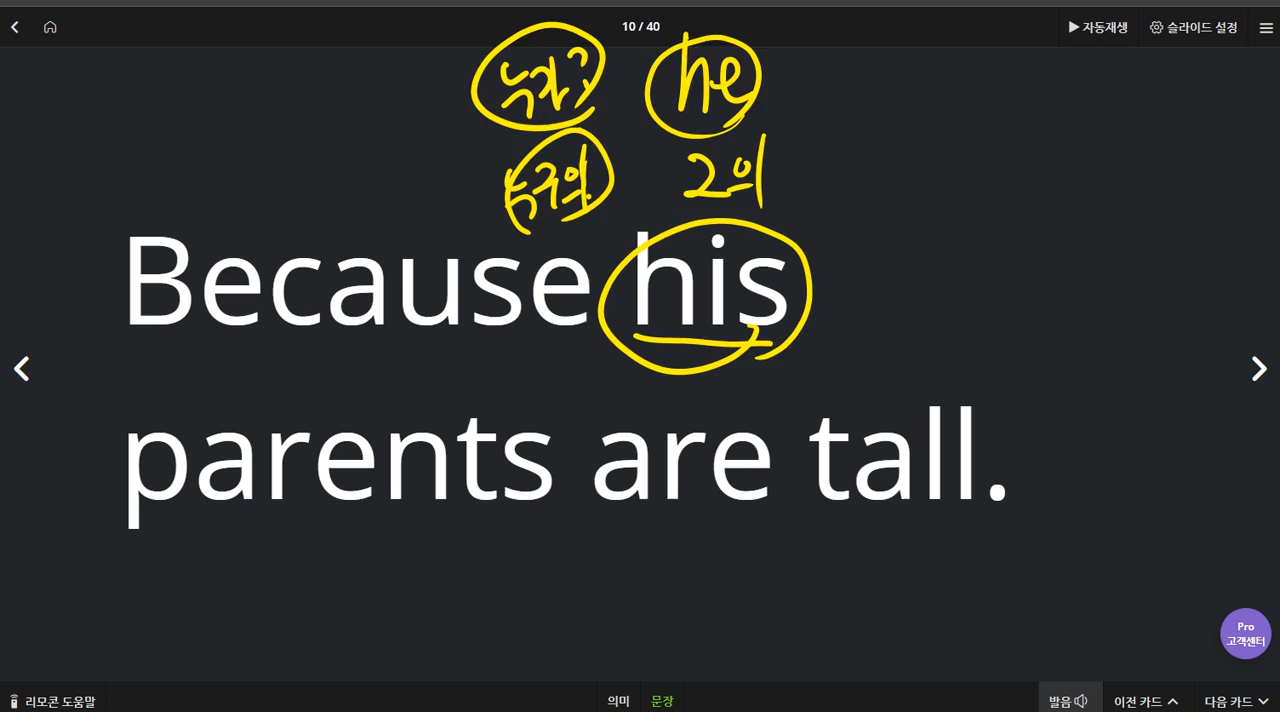 10 / 40
자동재생
슬라이드 설정
누가?
he
누구의
2의
Because his
parents are tall.
Pro
고객센터
리모콘 도움말
의미
문장
발음
이전 카드
다음 카드